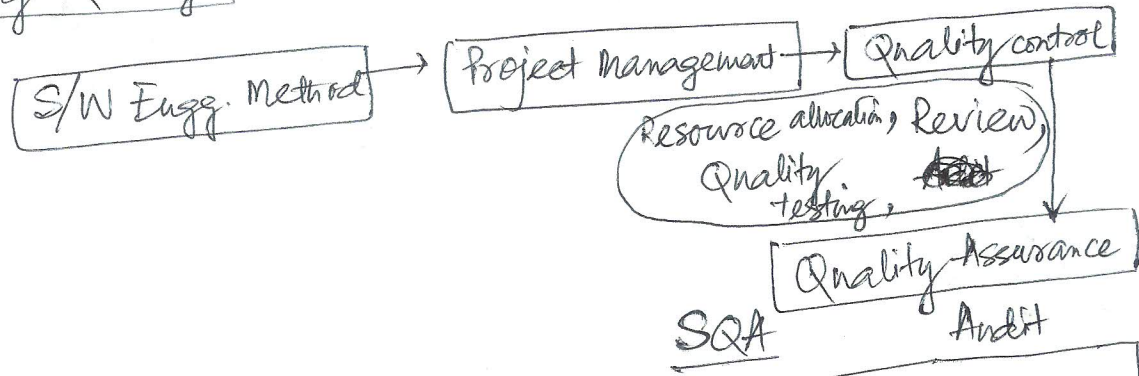 S/W Engg. Method
Project Management
Quality control
Resource allocation, Review,
Quality
testing,
Quality Assurance
SQA
Audit